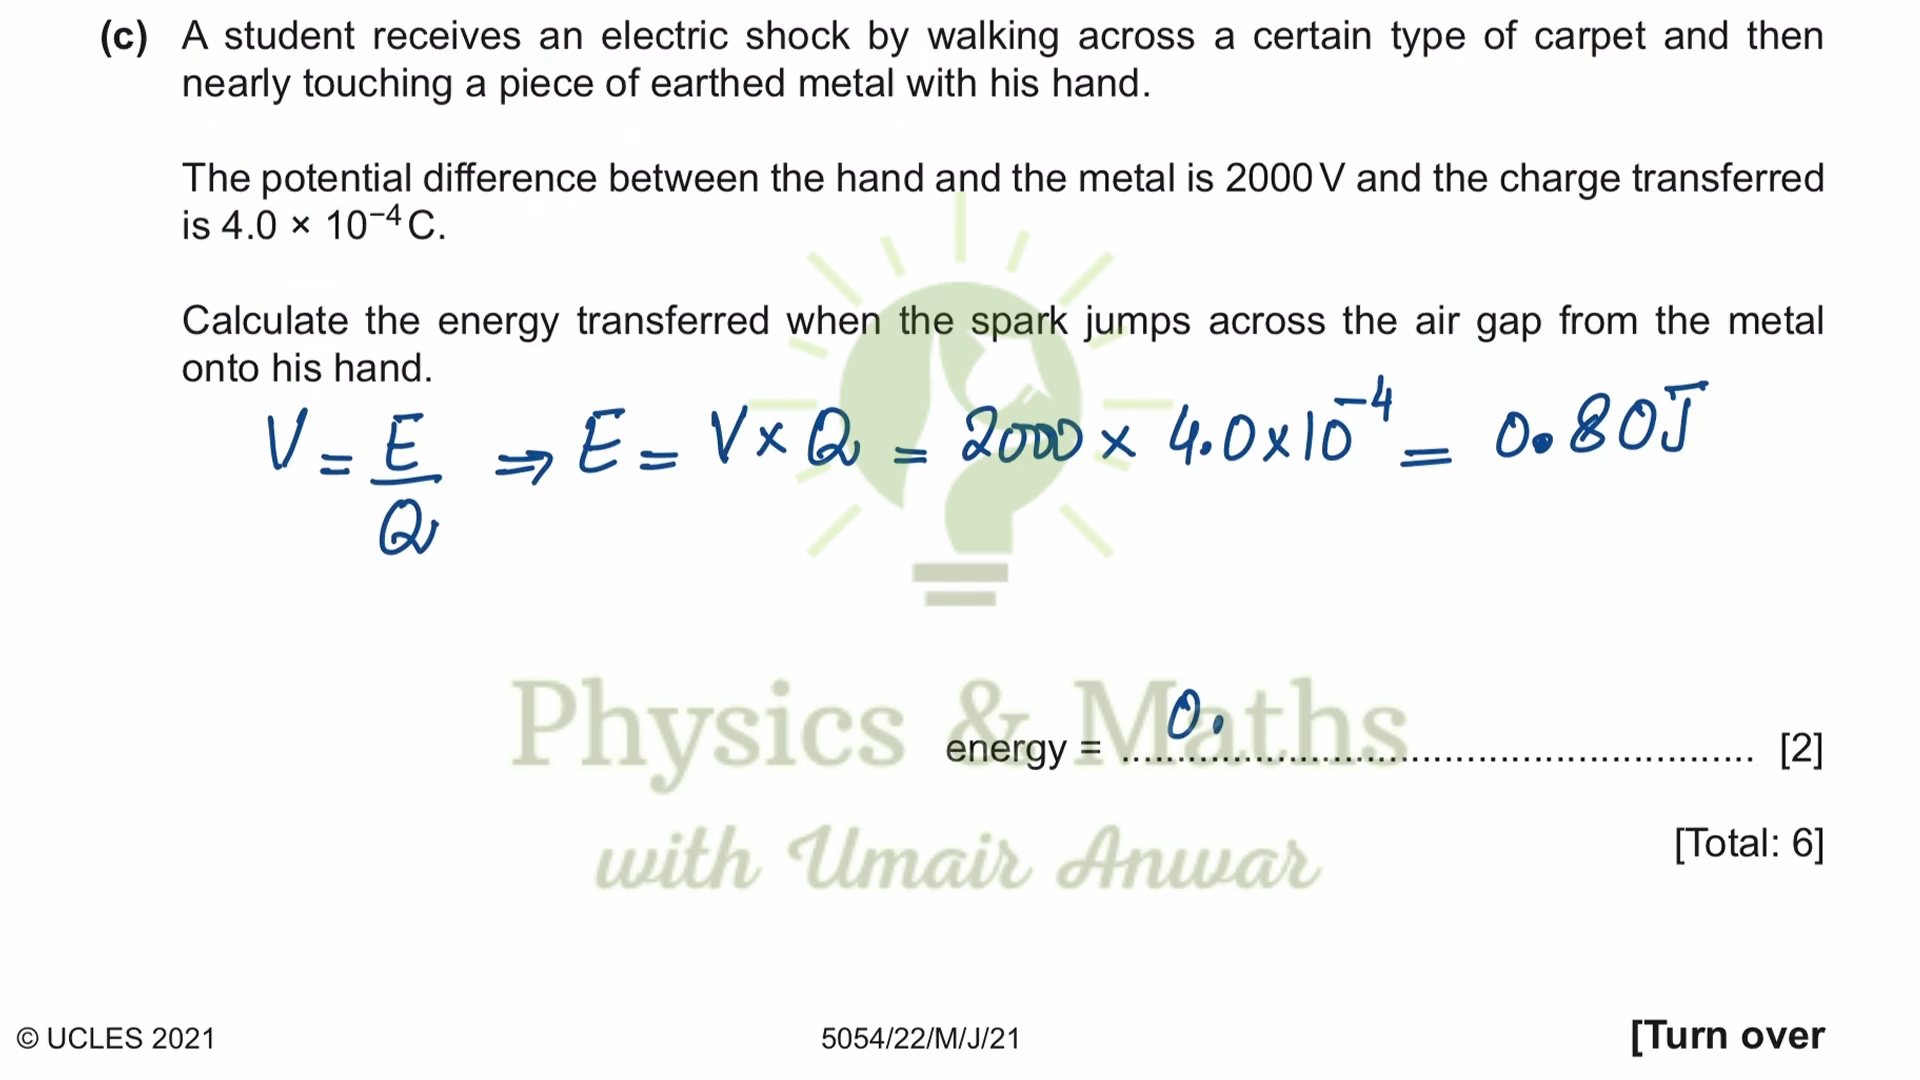 (c) A student receives an electric shock by walking across a certain type of carpet and then
nearly touching a piece of earthed metal with his hand.
The potential difference between the hand and the metal is 2000 V and the charge transferred
is 4.0 × 10⁻⁴ C.
Calculate the energy transferred when the spark jumps across the air gap from the metal
onto his hand.
V = E/Q ⇒ E = V × Q = 2000 × 4.0 × 10⁻⁴ = 0.80J
Physics & Maths
energy = 0. ............................................................ [2]
[Total: 6]
with Umair Anwar
© UCLES 2021
5054/22/M/J/21
[Turn over